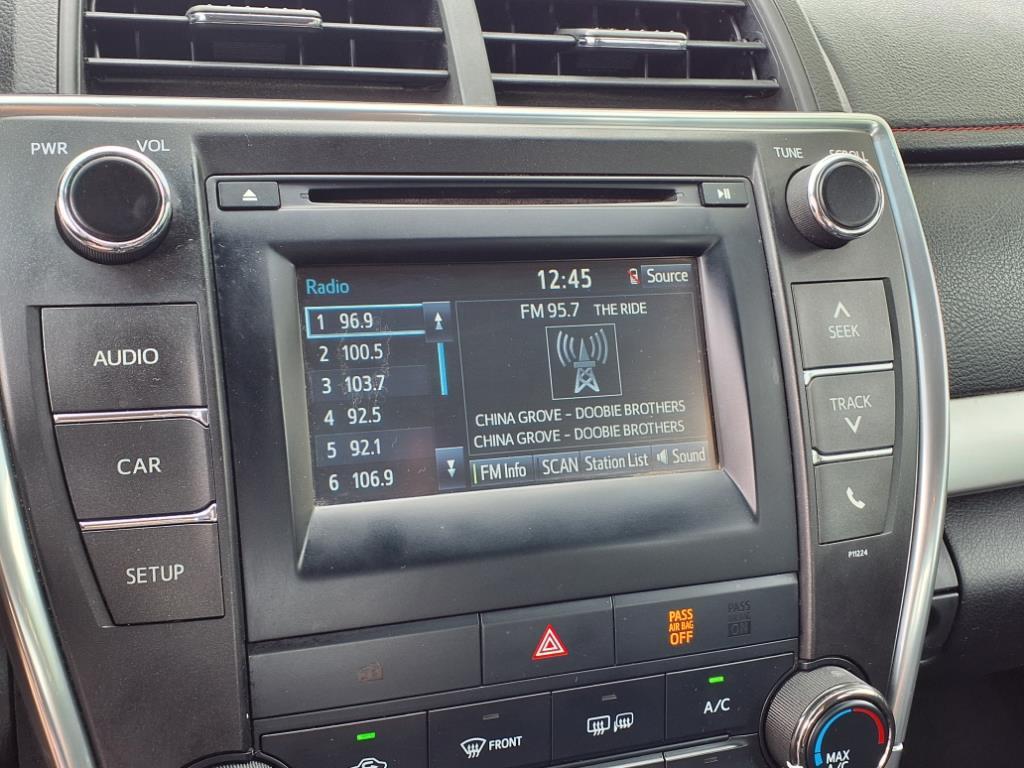 PWR VOL
TUNE SCROLL
Radio 12:45 Source
1 96.9
2 100.5
3 103.7
4 92.5
5 92.1
6 106.9
FM 95.7 THE RIDE
CHINA GROVE - DOOBIE BROTHERS
CHINA GROVE - DOOBIE BROTHERS
FM Info SCAN Station List Sound
AUDIO
CAR
SETUP
SEEK
TRACK
P11224
PASS
AIR BAG
OFF
PASS
ON
A/C
FRONT
MAX
A/C